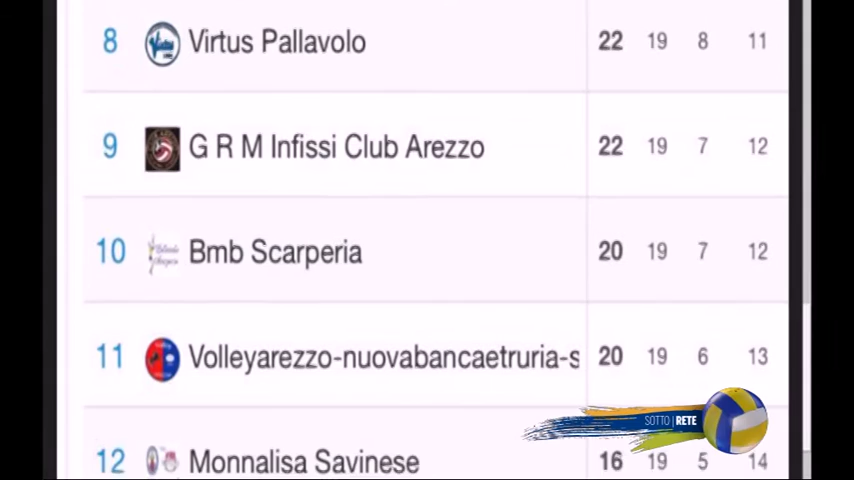 8 Virtus Pallavolo 22 19 8 11
9 G R M Infissi Club Arezzo 22 19 7 12
10 Bmb Scarperia 20 19 7 12
11 Volleyarezzo-nuovabancaetruria-s 20 19 6 13
SOTTO | RETE
12 Monnalisa Savinese 16 19 5 14